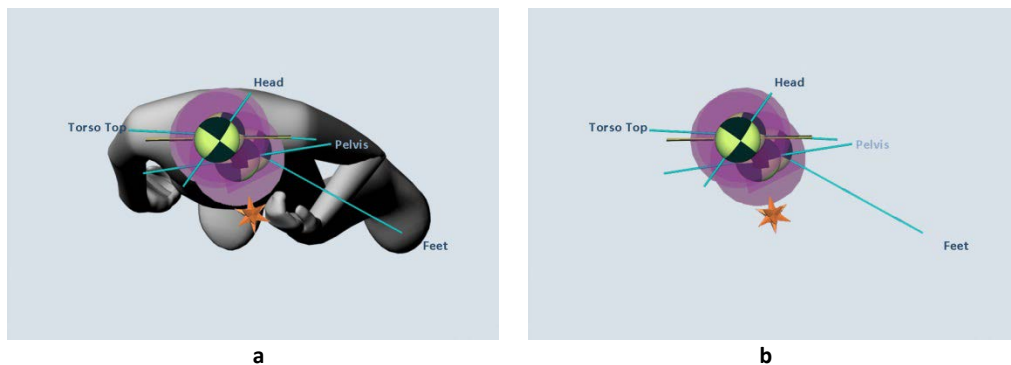 Head
Torso Top
Pelvis
Feet
a
Head
Torso Top
Pelvis
Feet
b